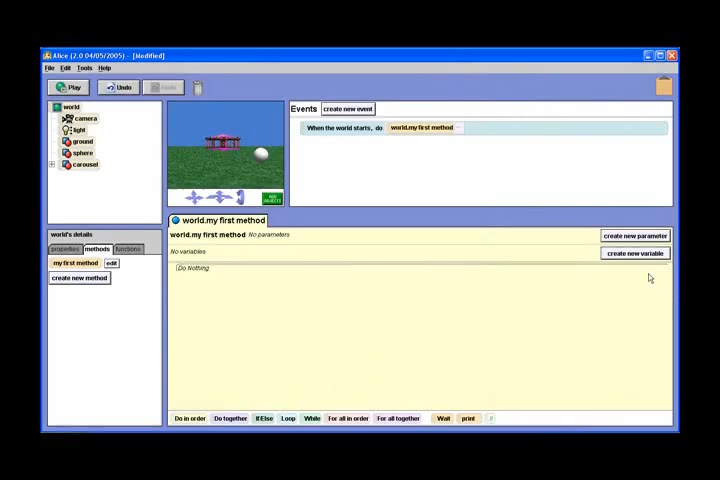 Alice (2.0 04/05/2005) - [Modified]
File Edit Tools Help
Play Undo Redo
world
camera
light
ground
sphere
carousel
ADD OBJECTS
Events create new event
When the world starts, do world.my first method
world's details
properties methods functions
my first method edit
create new method
world.my first method
world.my first method No parameters create new parameter
No variables create new variable
Do Nothing
Do in order Do together If/Else Loop While For all in order For all together Wait print //